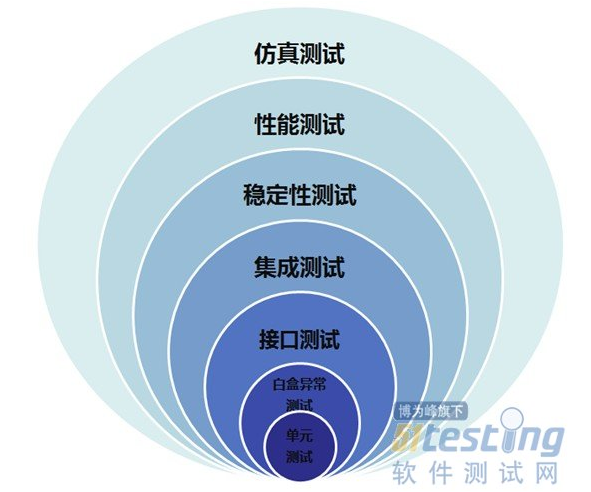 仿真测试
性能测试
稳定性测试
集成测试
接口测试
白盒异常
测试
单元
测试
博为峰旗下
51testing
软件测试网